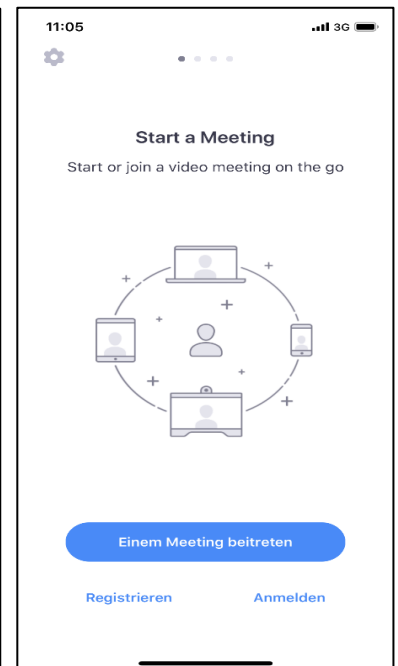 11:05 3G
Start a Meeting
Start or join a video meeting on the go
Einem Meeting beitreten
Registrieren Anmelden